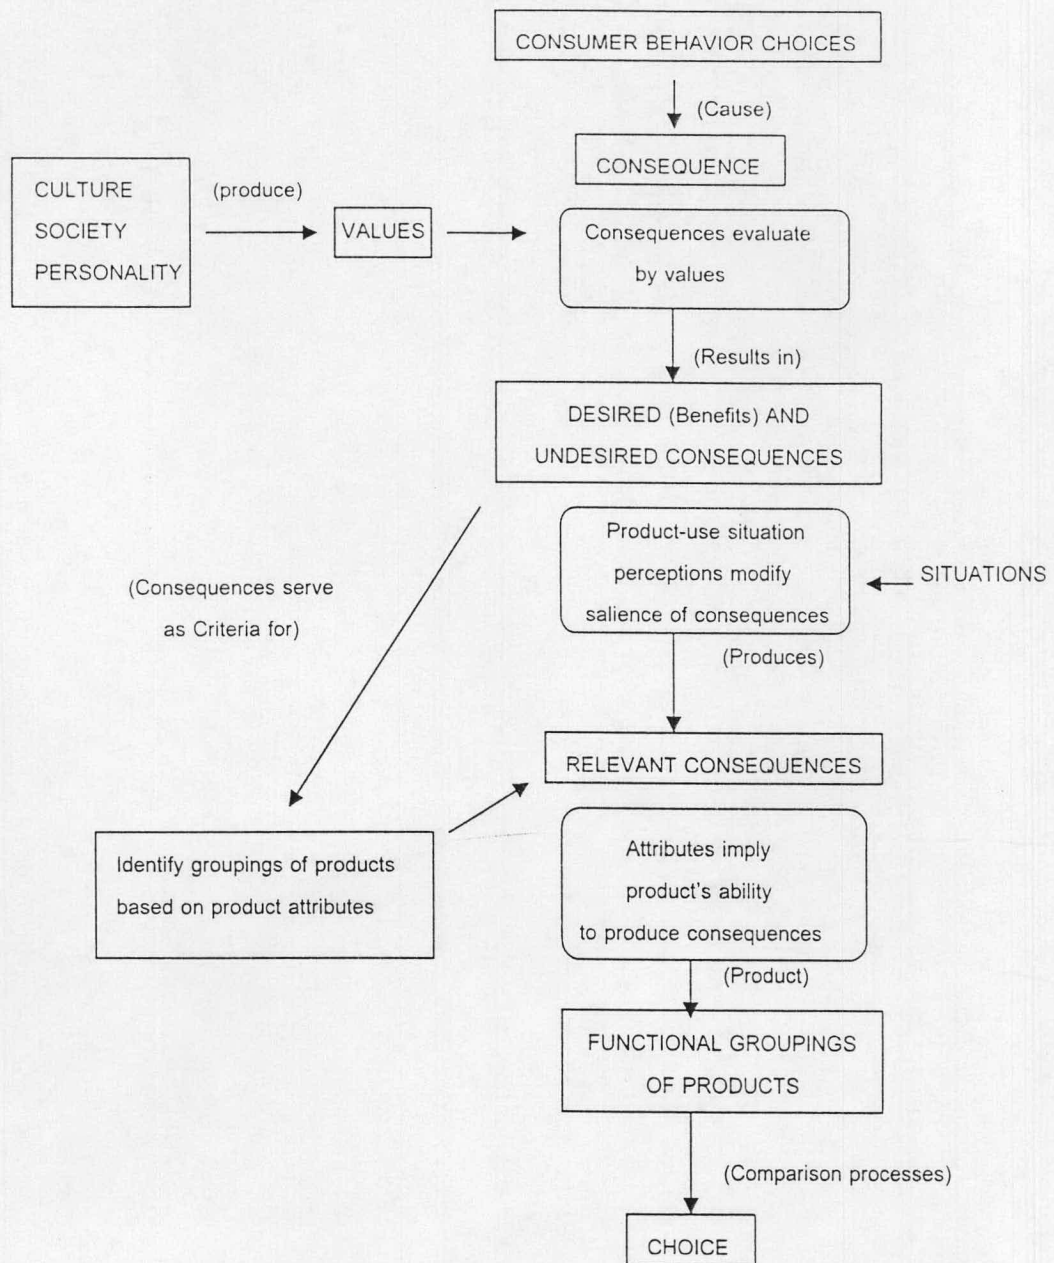 CONSUMER BEHAVIOR CHOICES
(Cause)
CONSEQUENCE
CULTURE
SOCIETY
PERSONALITY
(produce)
VALUES
Consequences evaluate
by values
(Results in)
DESIRED (Benefits) AND
UNDESIRED CONSEQUENCES
Product-use situation
perceptions modify
salience of consequences
SITUATIONS
(Consequences serve
as Criteria for)
(Produces)
RELEVANT CONSEQUENCES
Identify groupings of products
based on product attributes
Attributes imply
product's ability
to produce consequences
(Product)
FUNCTIONAL GROUPINGS
OF PRODUCTS
(Comparison processes)
CHOICE